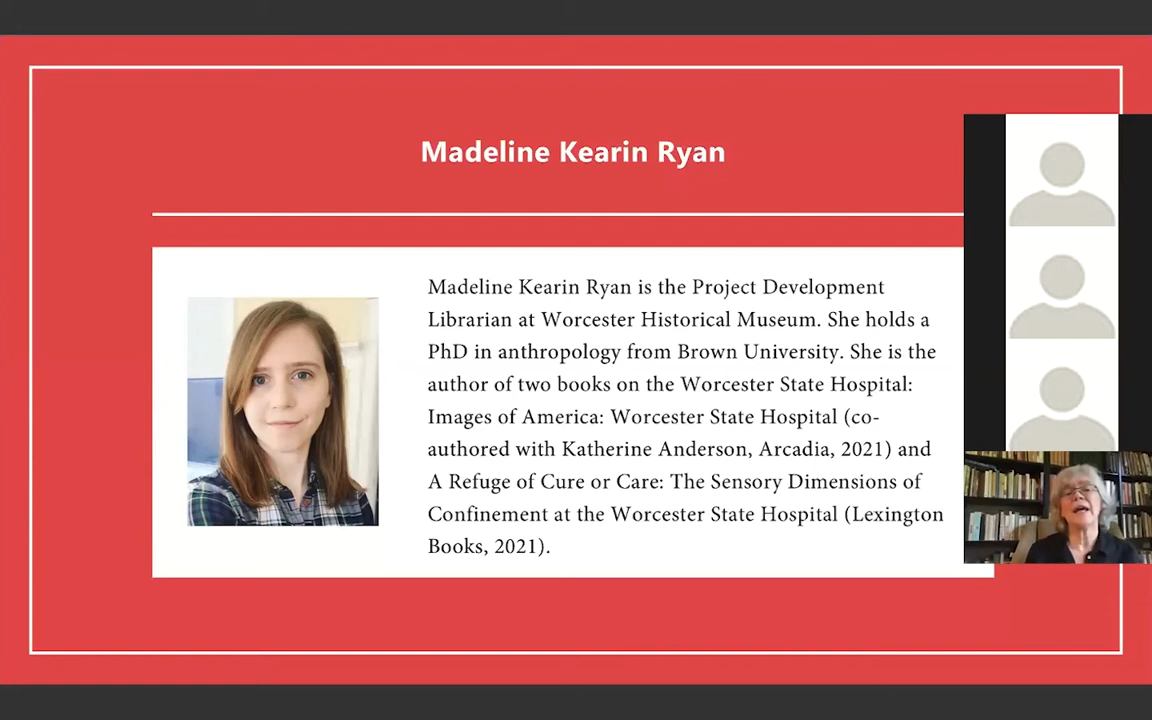 Madeline Kearin Ryan
Madeline Kearin Ryan is the Project Development
Librarian at Worcester Historical Museum. She holds a
PhD in anthropology from Brown University. She is the
author of two books on the Worcester State Hospital:
Images of America: Worcester State Hospital (co-
authored with Katherine Anderson, Arcadia, 2021) and
A Refuge of Cure or Care: The Sensory Dimensions of
Confinement at the Worcester State Hospital (Lexington
Books, 2021).